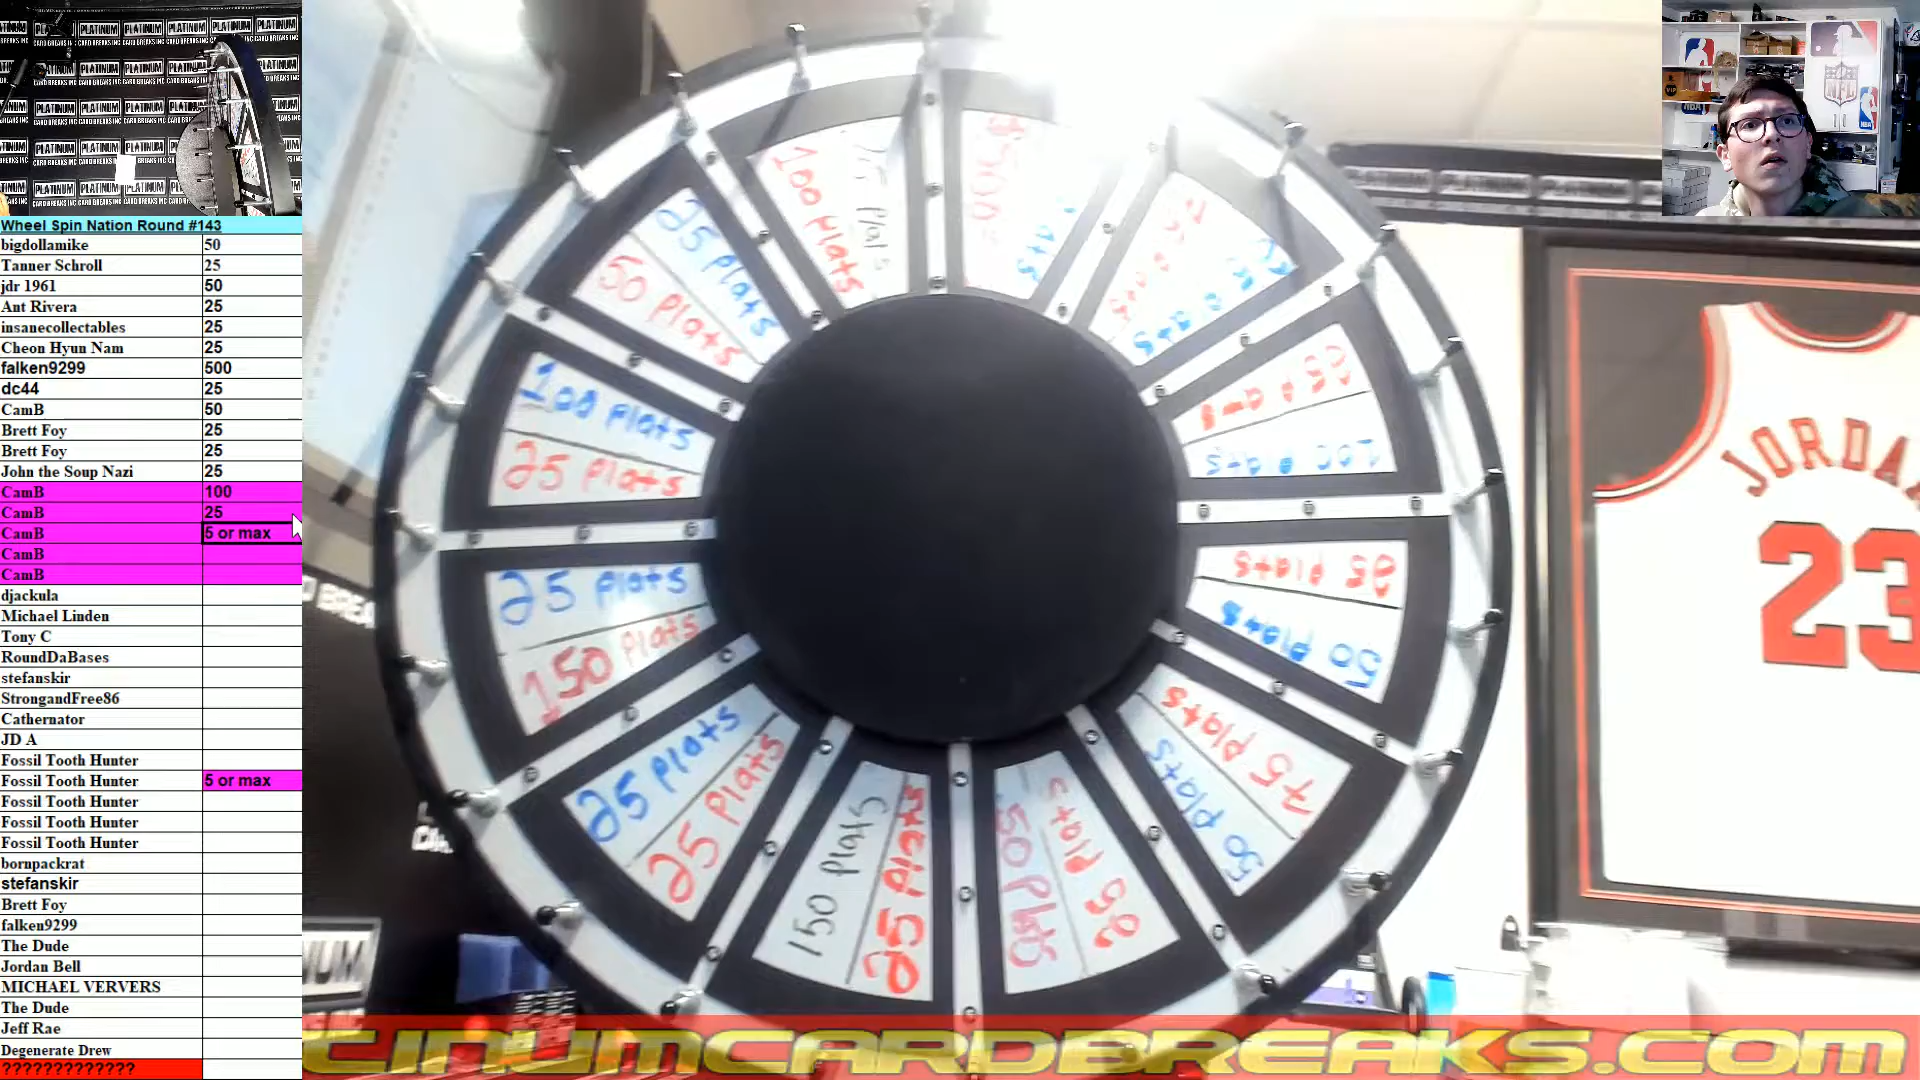 Wheel Spin Nation Round #143
bigdollamike 50
Tanner Schroll 25
jdr 1961 50
Ant Rivera 25
insanecollectables 25
Cheon Hyun Nam 25
falken9299 500
dc44 25
CamB 50
Brett Foy 25
Brett Foy 25
John the Soup Nazi 25
CamB 100
CamB 25
CamB 5 or max
CamB
CamB
djackula
Michael Linden
Tony C
RoundDaBases
stefanskir
StrongandFree86
Cathernator
JD A
Fossil Tooth Hunter
Fossil Tooth Hunter 5 or max
Fossil Tooth Hunter
Fossil Tooth Hunter
Fossil Tooth Hunter
bornpackrat
stefanskir
Brett Foy
falken9299
The Dude
Jordan Bell
MICHAEL VERVERS
The Dude
Jeff Rae
Degenerate Drew
?????????????
PLATINUM
CARD BREAKS INC
100 plats
25 plats
50 plats
100 plats
25 plats
25 plats
150 plats
25 plats
25 plats
150 plats
25 plats
50 plats
25 plats
50 plats
75 plats
50 plats
25 plats
100 plats
NFL
NBA
VIP
JORDA
23
TINUMCARDBREAKS.COM